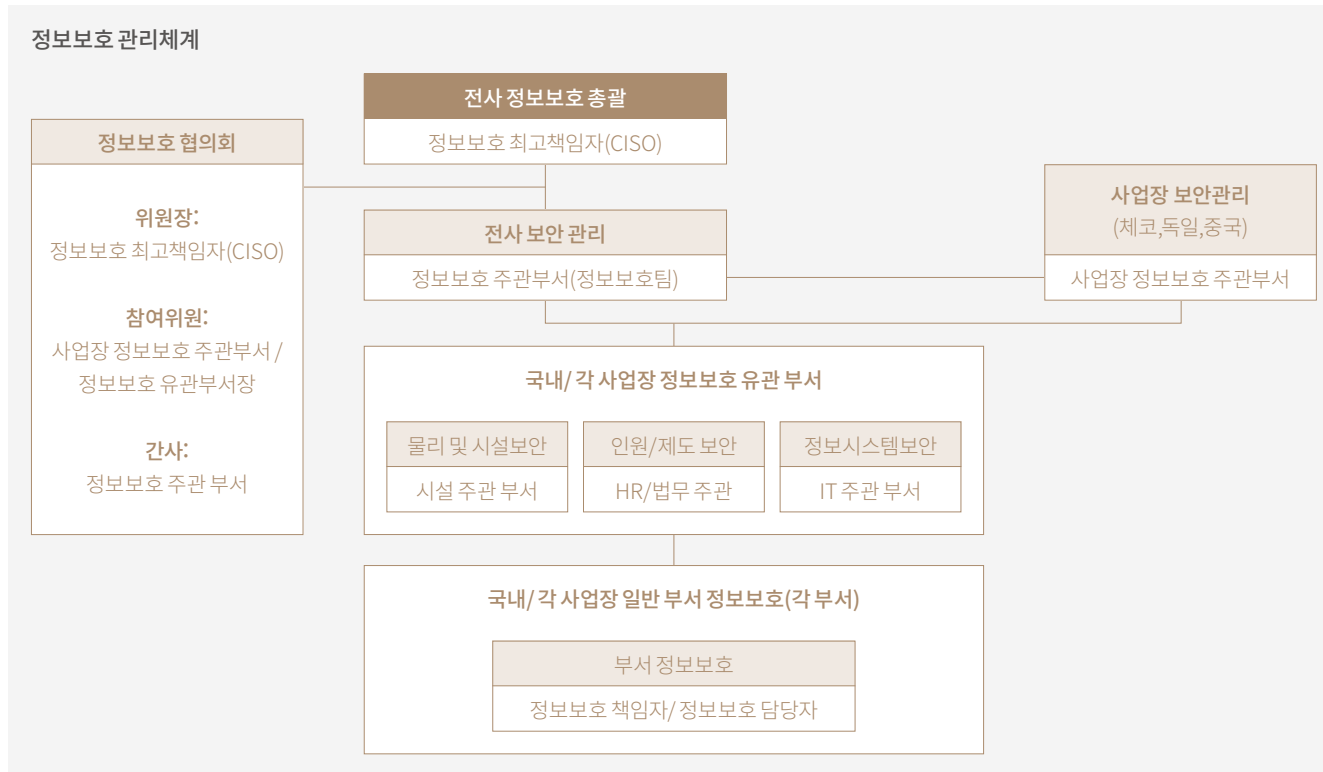 정보보호 관리체계
전사 정보보호 총괄
정보보호 최고책임자(CISO)
정보보호 협의회
위원장:
정보보호 최고책임자(CISO)
참여위원:
사업장 정보보호 주관부서 /
정보보호 유관부서장
간사:
정보보호 주관 부서
전사 보안 관리
정보보호 주관부서(정보보호팀)
사업장 보안관리
(체코,독일,중국)
사업장 정보보호 주관부서
국내/ 각 사업장 정보보호 유관 부서
물리 및 시설보안
시설 주관 부서
인원/제도 보안
HR/법무 주관
정보시스템보안
IT 주관 부서
국내/ 각 사업장 일반 부서 정보보호(각 부서)
부서 정보보호
정보보호 책임자/ 정보보호 담당자